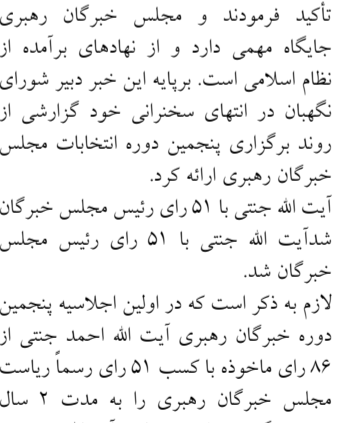 تأکید فرمودند و مجلس خبرگان رهبری
جایگاه مهمی دارد و از نهادهای برآمده از
نظام اسلامی است. برپایه این خبر دبیر شورای
نگهبان در انتهای سخنرانی خود گزارشی از
روند برگزاری پنجمین دوره انتخابات مجلس
خبرگان رهبری ارائه کرد.
آیت الله جنتی با ۵۱ رای رئیس مجلس خبرگان
شدآیت الله جنتی با ۵۱ رای رئیس مجلس
خبرگان شد.
لازم به ذکر است که در اولین اجلاسیه پنجمین
دوره خبرگان رهبری آیت الله احمد جنتی از
۸۶ رای ماخوذه با کسب ۵۱ رای رسماً ریاست
مجلس خبرگان رهبری را به مدت ۲ سال